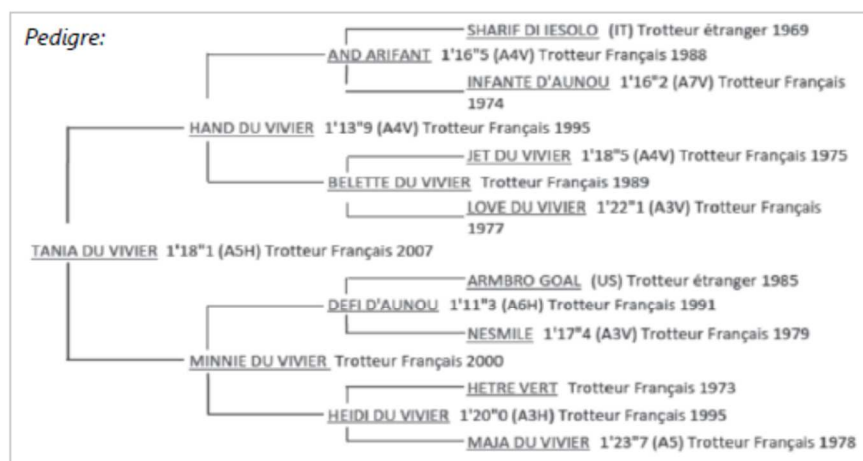 Pedigre:
SHARIF DI IESOLO (IT) Trotteur étranger 1969
AND ARIFANT 1'16"5 (A4V) Trotteur Français 1988
INFANTE D'AUNOU 1'16"2 (A7V) Trotteur Français
1974
HAND DU VIVIER 1'13"9 (A4V) Trotteur Français 1995
JET DU VIVIER 1'18"5 (A4V) Trotteur Français 1975
BELETTE DU VIVIER Trotteur Français 1989
LOVE DU VIVIER 1'22"1 (A3V) Trotteur Français
1977
TANIA DU VIVIER 1'18"1 (A5H) Trotteur Français 2007
ARMBRO GOAL (US) Trotteur étranger 1985
DEFI D'AUNOU 1'11"3 (A6H) Trotteur Français 1991
NESMILE 1'17"4 (A3V) Trotteur Français 1979
MINNIE DU VIVIER Trotteur Français 2000
HETRE VERT Trotteur Français 1973
HEIDI DU VIVIER 1'20"0 (A3H) Trotteur Français 1995
MAJA DU VIVIER 1'23"7 (A5) Trotteur Français 1978